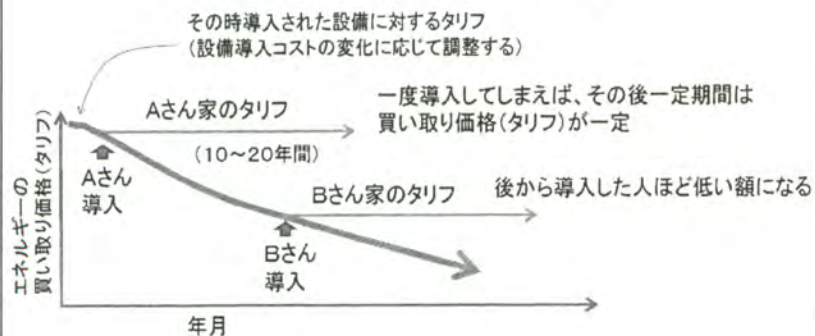 その時導入された設備に対するタリフ
(設備導入コストの変化に応じて調整する)
Aさん家のタリフ
一度導入してしまえば、その後一定期間は
買い取り価格(タリフ)が一定
(10〜20年間)
Aさん
導入
Bさん家のタリフ
後から導入した人ほど低い額になる
Bさん
導入
エネルギーの
買い取り価格(タリフ)
年月